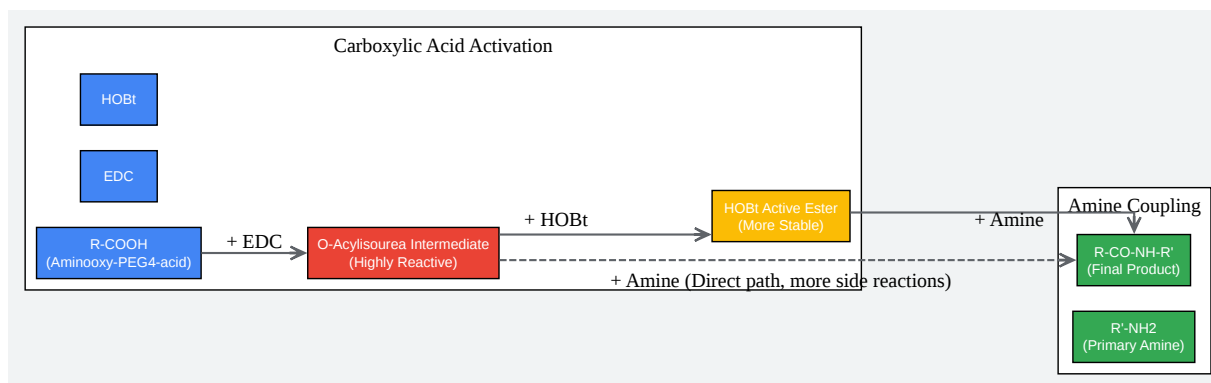 Carboxylic Acid Activation
HOBt
EDC
R-COOH
(Aminooxy-PEG4-acid)
+ EDC
O-Acylisourea Intermediate
(Highly Reactive)
+ HOBt
HOBt Active Ester
(More Stable)
+ Amine
+ Amine (Direct path, more side reactions)
Amine Coupling
R-CO-NH-R'
(Final Product)
R'-NH2
(Primary Amine)